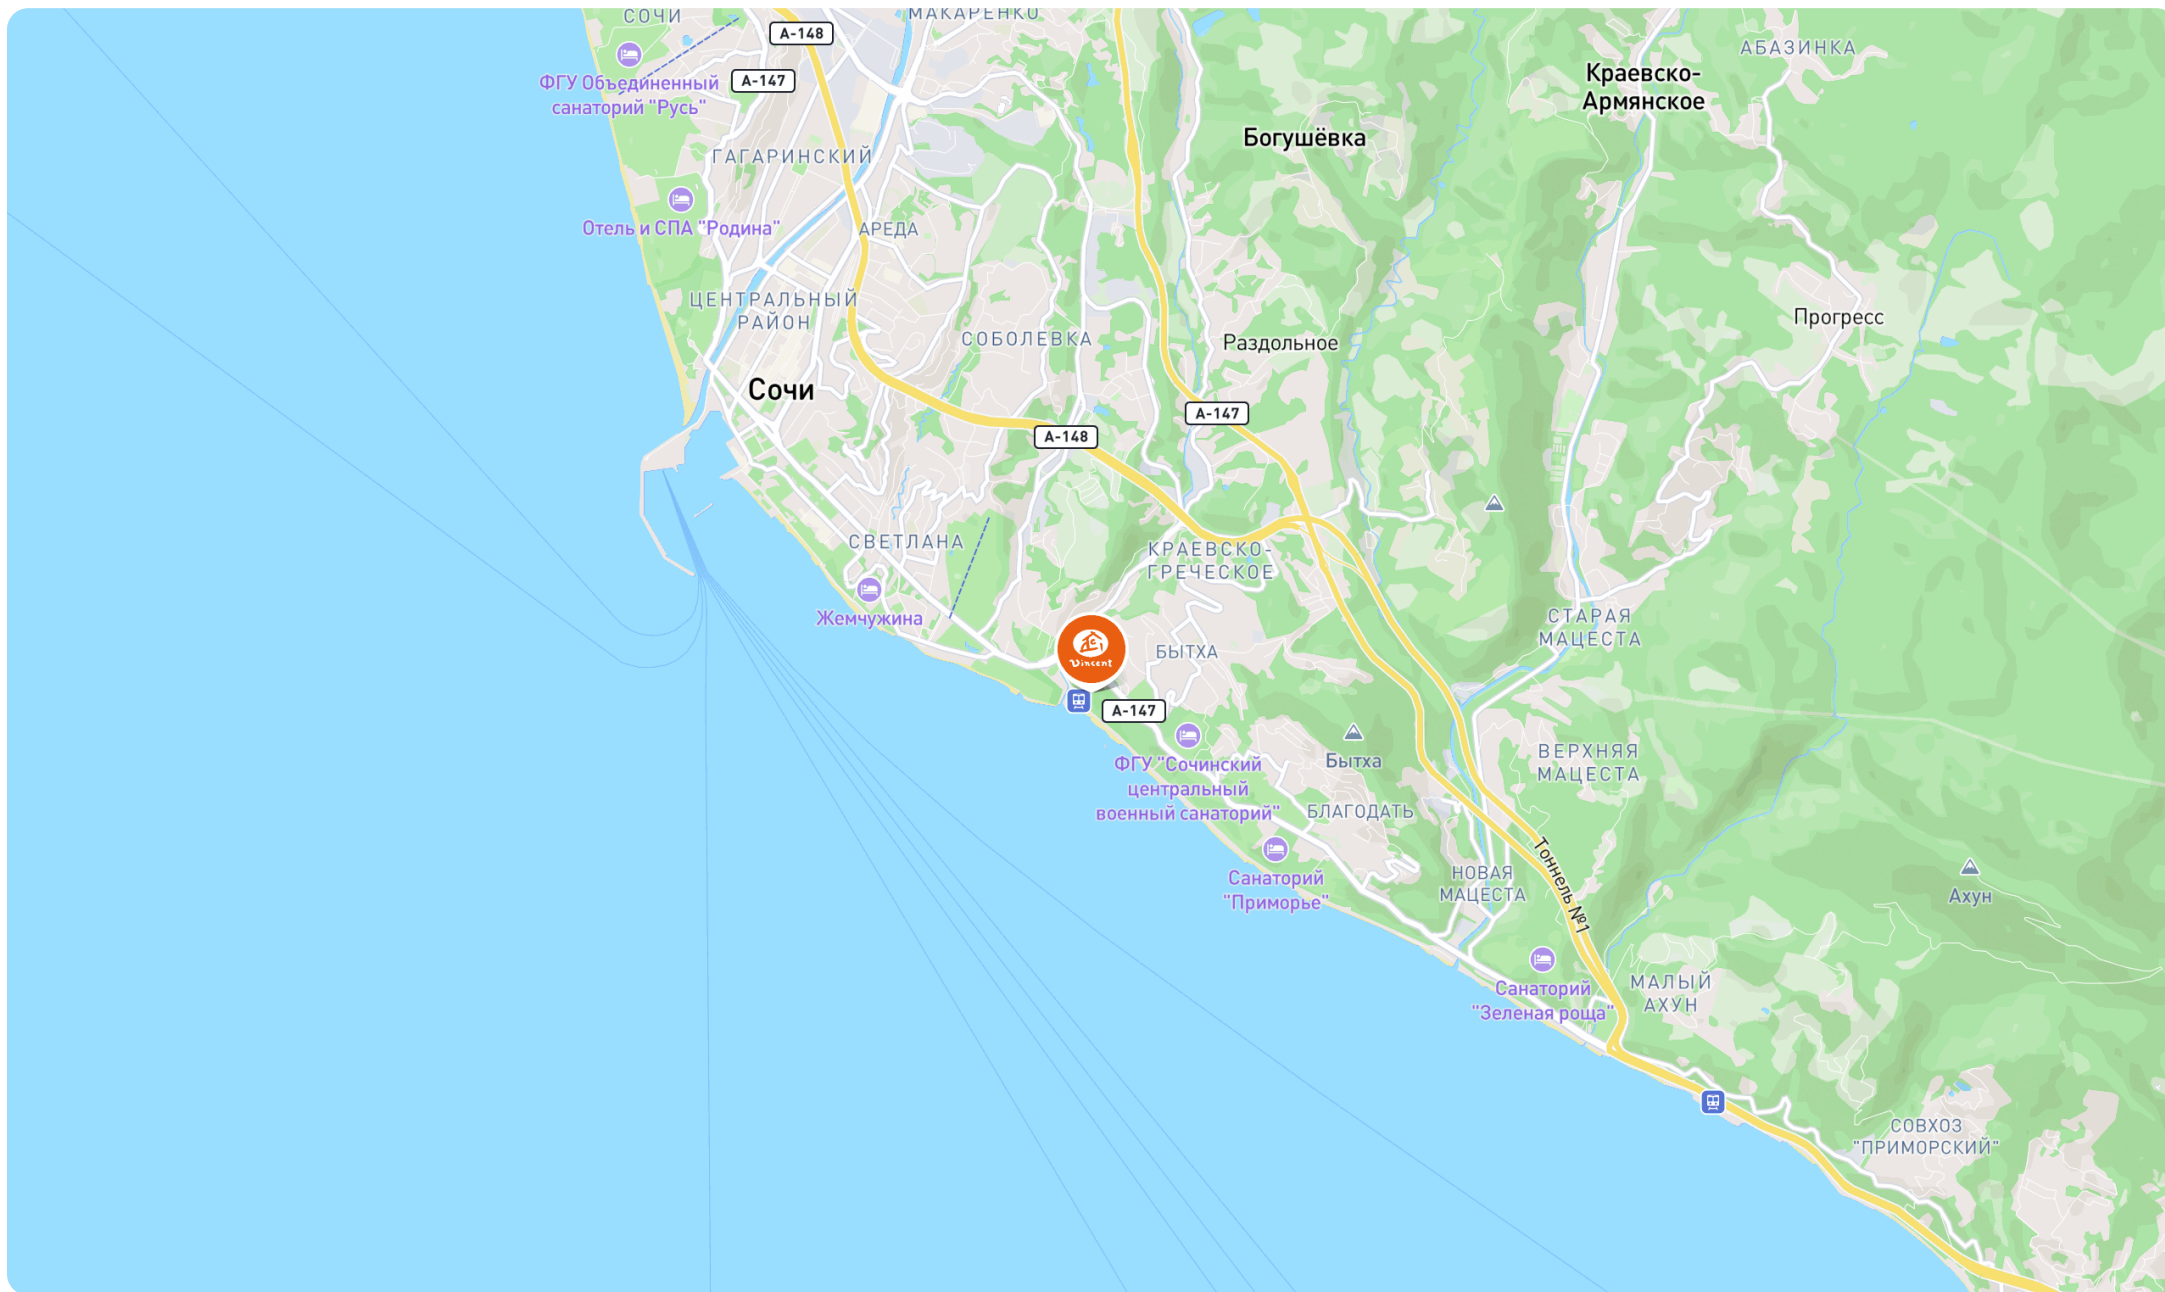 СОЧИ
МАКАРЕНКО
А-148
АБАЗИНКА
ФГУ Объединенный
санаторий "Русь"
А-147
Краевско-
Армянское
Богушёвка
ГАГАРИНСКИЙ
Отель и СПА "Родина"
АРЕДА
ЦЕНТРАЛЬНЫЙ
РАЙОН
СОБОЛЕВКА
Раздольное
Прогресс
Сочи
А-147
А-148
СВЕТЛАНА
КРАЕВСКО-
ГРЕЧЕСКОЕ
Жемчужина
СТАРАЯ
МАЦЕСТА
Vincent
БЫТХА
А-147
ФГУ "Сочинский
центральный
военный санаторий"
Бытха
ВЕРХНЯЯ
МАЦЕСТА
БЛАГОДАТЬ
Тоннель №1
Санаторий
"Приморье"
НОВАЯ
МАЦЕСТА
Ахун
Санаторий
"Зеленая роща"
МАЛЫЙ
АХУН
СОВХОЗ
"ПРИМОРСКИЙ"